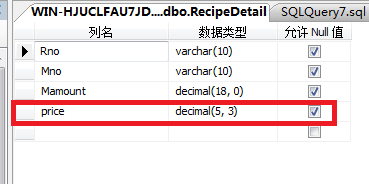 WIN-HJUCLFAU7JD....dbo.RecipeDetail SQLQuery7.sql
列名 数据类型 允许 Null 值
Rno varchar(10)
Mno varchar(10)
Mamount decimal(18, 0)
price decimal(5, 3)